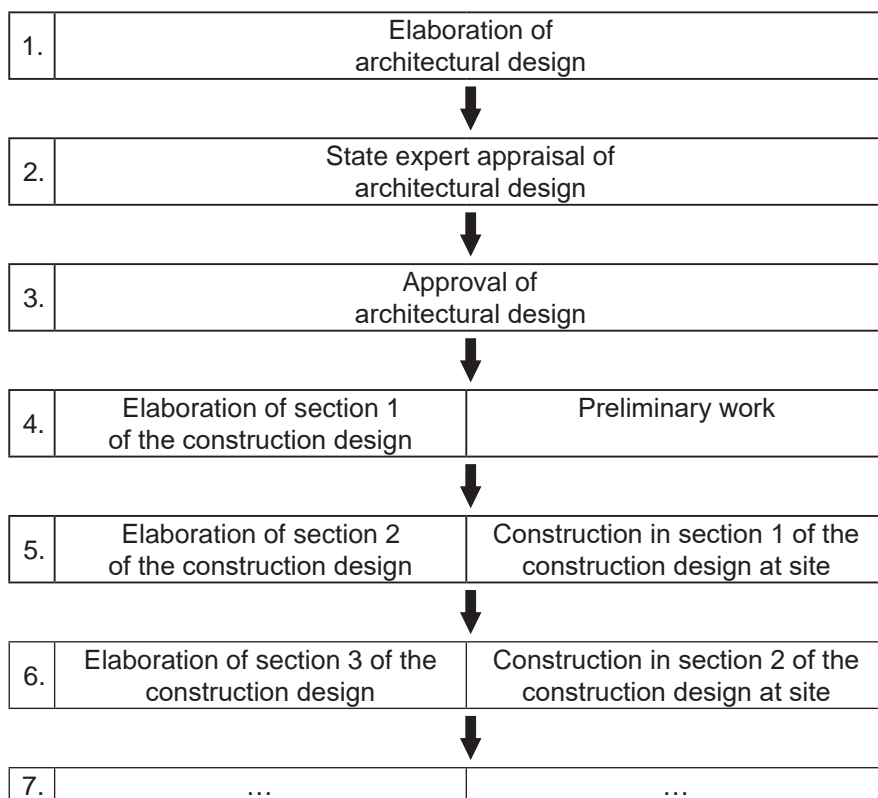 1.
Elaboration of
architectural design
2.
State expert appraisal of
architectural design
3.
Approval of
architectural design
4.
Elaboration of section 1
of the construction design
Preliminary work
5.
Elaboration of section 2
of the construction design
Construction in section 1 of the
construction design at site
6.
Elaboration of section 3 of the
construction design
Construction in section 2 of the
construction design at site
7.
…
…